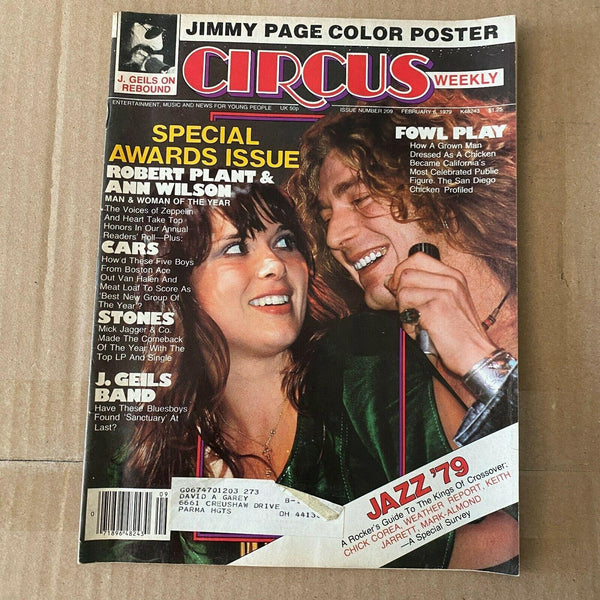 JIMMY PAGE COLOR POSTER
J. GEILS ON
REBOUND
CIRCUS
WEEKLY
ENTERTAINMENT, MUSIC AND NEWS FOR YOUNG PEOPLE UK 50p ISSUE NUMBER 209 FEBRUARY 6, 1979 K48243 $1.25
SPECIAL
AWARDS ISSUE
ROBERT PLANT &
ANN WILSON
MAN & WOMAN OF THE YEAR
The Voices of Zeppelin
And Heart Take Top
Honors In Our Annual
Readers' Poll—Plus:
CARS
How'd These Five Boys
From Boston Ace
Out Van Halen And
Meat Loaf To Score As
'Best New Group Of
The Year'?
STONES
Mick Jagger & Co.
Made The Comeback
Of The Year With The
Top LP And Single
J. GEILS
BAND
Have These Bluesboys
Found 'Sanctuary' At
Last?
FOWL PLAY
How A Grown Man
Dressed As A Chicken
Became California's
Most Celebrated Public
Figure. The San Diego
Chicken Profiled
JAZZ '79
A Rocker's Guide To The Kings Of Crossover:
CHICK COREA, WEATHER REPORT, KEITH
JARRETT, MARK-ALMOND
—A Special Survey
G0674701203 273
DAVID A GAREY
6661 CREUSHAW DRIVE
PARMA HGTS OH
09
0 71896 48243